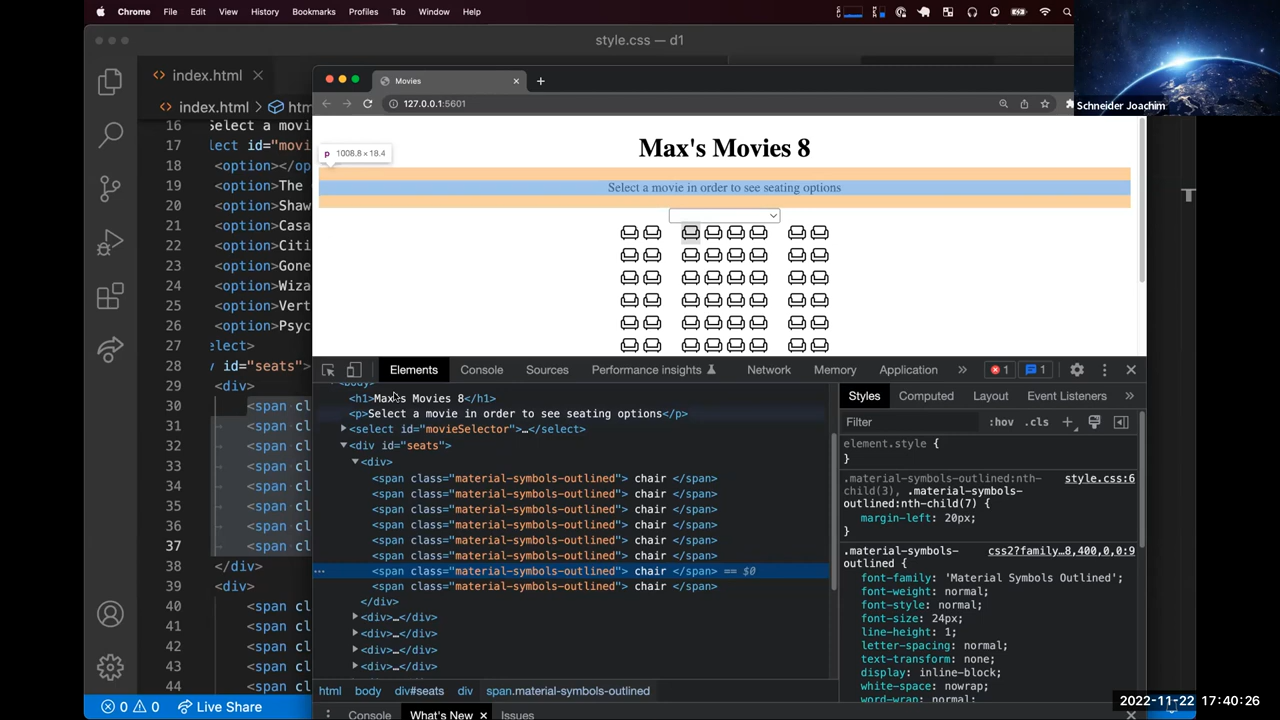 Chrome File Edit View History Bookmarks Profiles Tab Window Help
style.css — d1
Schneider Joachim
index.html
Movies
index.html > htm
127.0.0.1:5601
16 Select a movi
17 lect id="movi
18 <option></op
19 <option>The
20 <option>Shaw
21 <option>Casa
22 <option>Citi
23 <option>Gone
24 <option>Wiza
25 <option>Vert
26 <option>Psyc
27 lect>
28 v id="seats">
29 <div>
30 <span cl
31 <span cl
32 <span cl
33 <span cl
34 <span cl
35 <span cl
36 <span cl
37 <span cl
38 </div>
39 <div>
40 <span cl
41 <span cl
42 <span cl
43 <span cl
44 <span cl
0 0 Live Share
Max's Movies 8
p 1008.8 × 18.4
Select a movie in order to see seating options
Elements Console Sources Performance insights Network Memory Application » 1 1
<body>
<h1>Max's Movies 8</h1>
<p>Select a movie in order to see seating options</p>
<select id="movieSelector">…</select>
<div id="seats">
<div>
<span class="material-symbols-outlined"> chair </span>
<span class="material-symbols-outlined"> chair </span>
<span class="material-symbols-outlined"> chair </span>
<span class="material-symbols-outlined"> chair </span>
<span class="material-symbols-outlined"> chair </span>
<span class="material-symbols-outlined"> chair </span>
<span class="material-symbols-outlined"> chair </span> == $0
<span class="material-symbols-outlined"> chair </span>
</div>
<div>…</div>
<div>…</div>
<div>…</div>
<div>…</div>
html body div#seats div span.material-symbols-outlined
Console What's New × Issues
Styles Computed Layout Event Listeners »
Filter :hov .cls +
element.style {
}
.material-symbols-outlined:nth- style.css:6
child(3), .material-symbols-
outlined:nth-child(7) {
margin-left: 20px;
}
.material-symbols- css2?family…8,400,0,0:9
outlined {
font-family: 'Material Symbols Outlined';
font-weight: normal;
font-style: normal;
font-size: 24px;
line-height: 1;
letter-spacing: normal;
text-transform: none;
display: inline-block;
white-space: nowrap;
word-wrap: normal;
2022-11-22 17:40:26